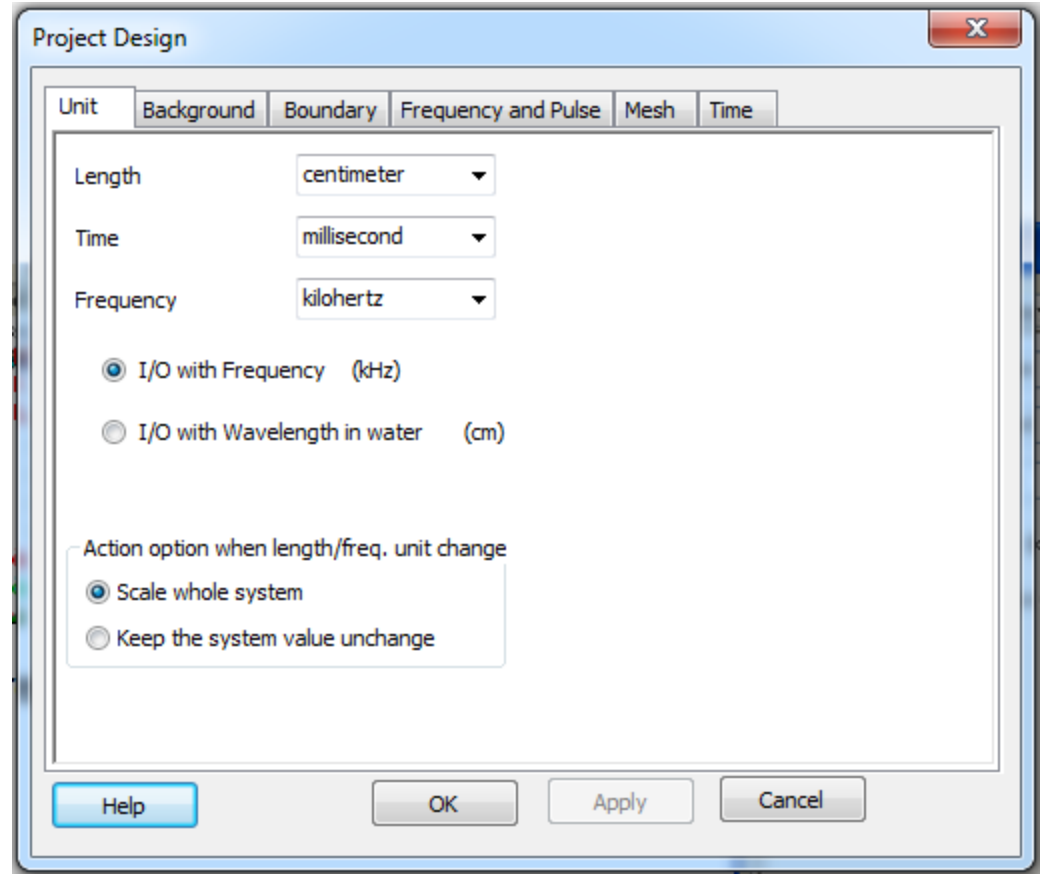 Project Design
Unit Background Boundary Frequency and Pulse Mesh Time
Length centimeter
Time millisecond
Frequency kilohertz
I/O with Frequency (kHz)
I/O with Wavelength in water (cm)
Action option when length/freq. unit change
Scale whole system
Keep the system value unchange
Help OK Apply Cancel